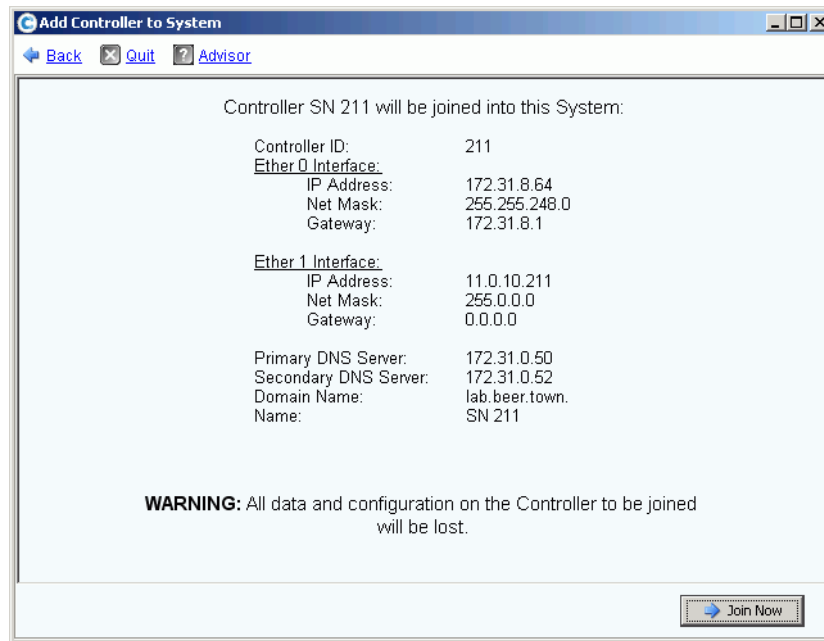 Add Controller to System
Back Quit Advisor
Controller SN 211 will be joined into this System:
Controller ID: 211
Ether 0 Interface:
IP Address: 172.31.8.64
Net Mask: 255.255.248.0
Gateway: 172.31.8.1
Ether 1 Interface:
IP Address: 11.0.10.211
Net Mask: 255.0.0.0
Gateway: 0.0.0.0
Primary DNS Server: 172.31.0.50
Secondary DNS Server: 172.31.0.52
Domain Name: lab.beer.town.
Name: SN 211
WARNING: All data and configuration on the Controller to be joined
will be lost.
Join Now